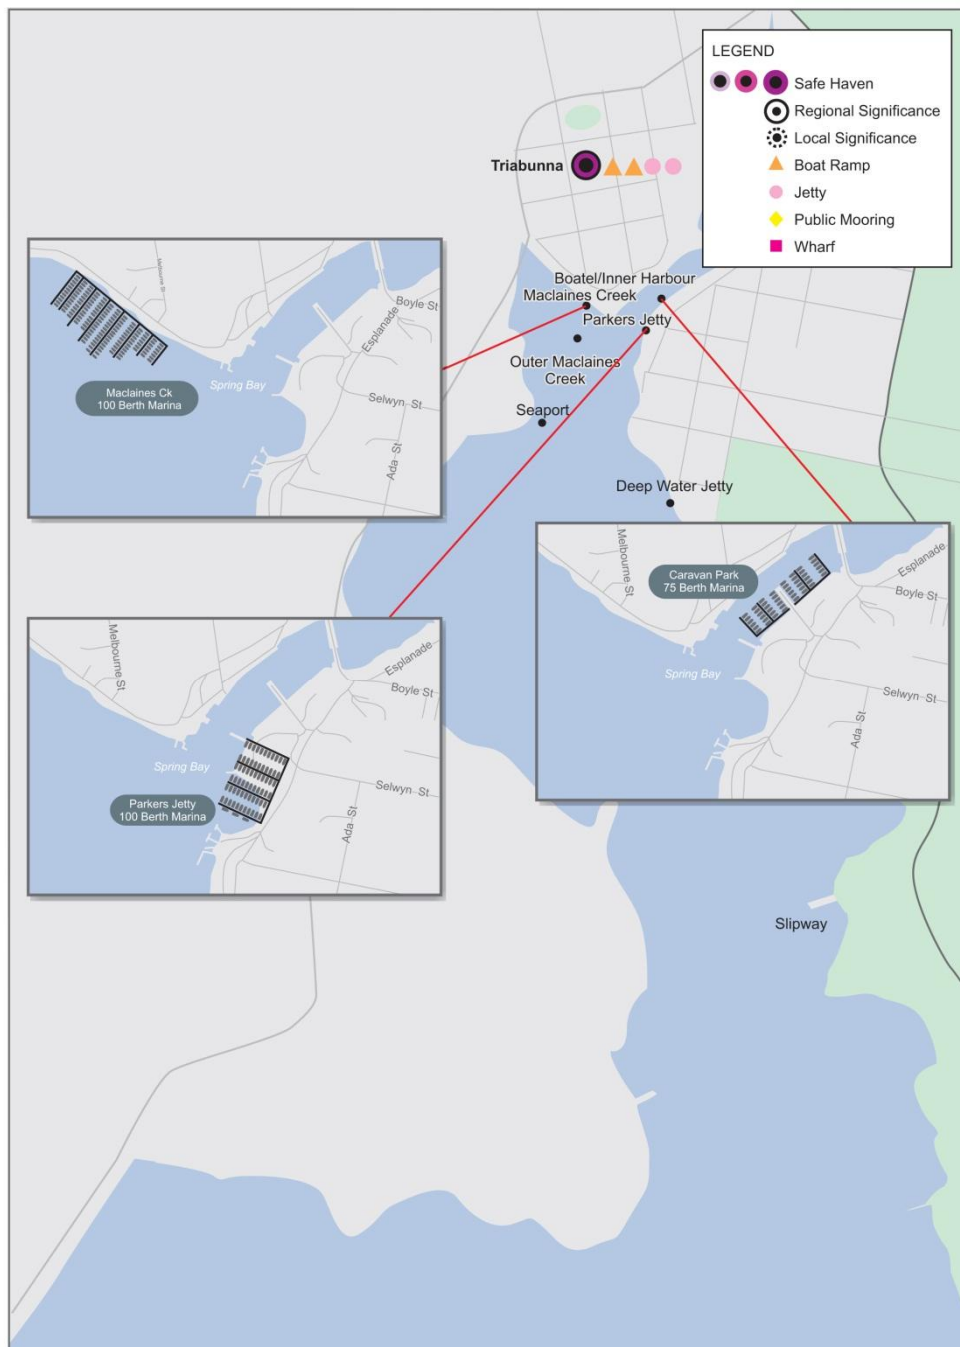 LEGEND
Safe Haven
Regional Significance
Local Significance
Boat Ramp
Jetty
Public Mooring
Wharf
Triabunna
Boatel/Inner Harbour
Maclaines Creek
Parkers Jetty
Outer Maclaines
Creek
Seaport
Deep Water Jetty
Slipway
Melbourne St
Boyle St
Esplanade
Spring Bay
Selwyn St
Ada St
Maclaines Ck
100 Berth Marina
Melbourne St
Caravan Park
75 Berth Marina
Esplanade
Boyle St
Spring Bay
Selwyn St
Ada St
Melbourne St
Esplanade
Boyle St
Spring Bay
Selwyn St
Parkers Jetty
100 Berth Marina
Ada St